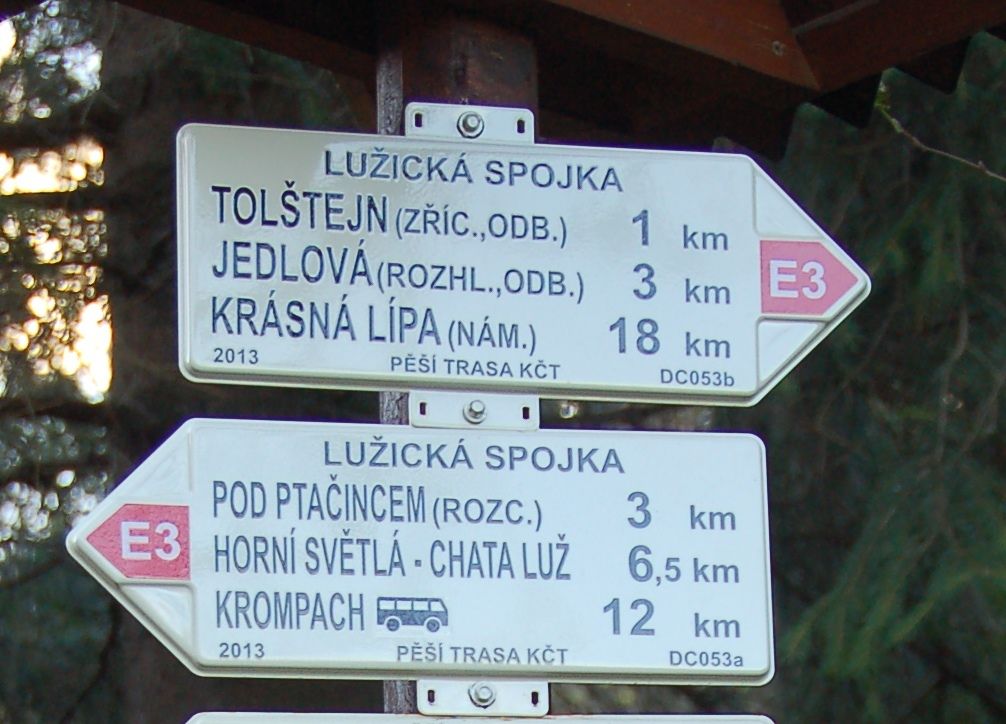 LUŽICKÁ SPOJKA
TOLŠTEJN (ZŘÍC.,ODB.) 1 km
JEDLOVÁ (ROZHL.,ODB.) 3 km
KRÁSNÁ LÍPA (NÁM.) 18 km
E3
2013 PĚŠÍ TRASA KČT DC053b
LUŽICKÁ SPOJKA
POD PTAČINCEM (ROZC.) 3 km
E3
HORNÍ SVĚTLÁ - CHATA LUŽ 6,5 km
KROMPACH 12 km
2013 PĚŠÍ TRASA KČT DC053a